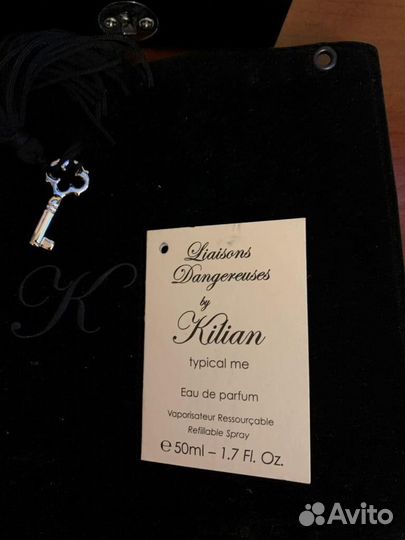 K
Liaisons
Dangereuses
by
Kilian
typical me
Eau de parfum
Vaporisateur Ressourçable
Refillable Spray
℮ 50ml – 1.7 Fl. Oz.
Avito